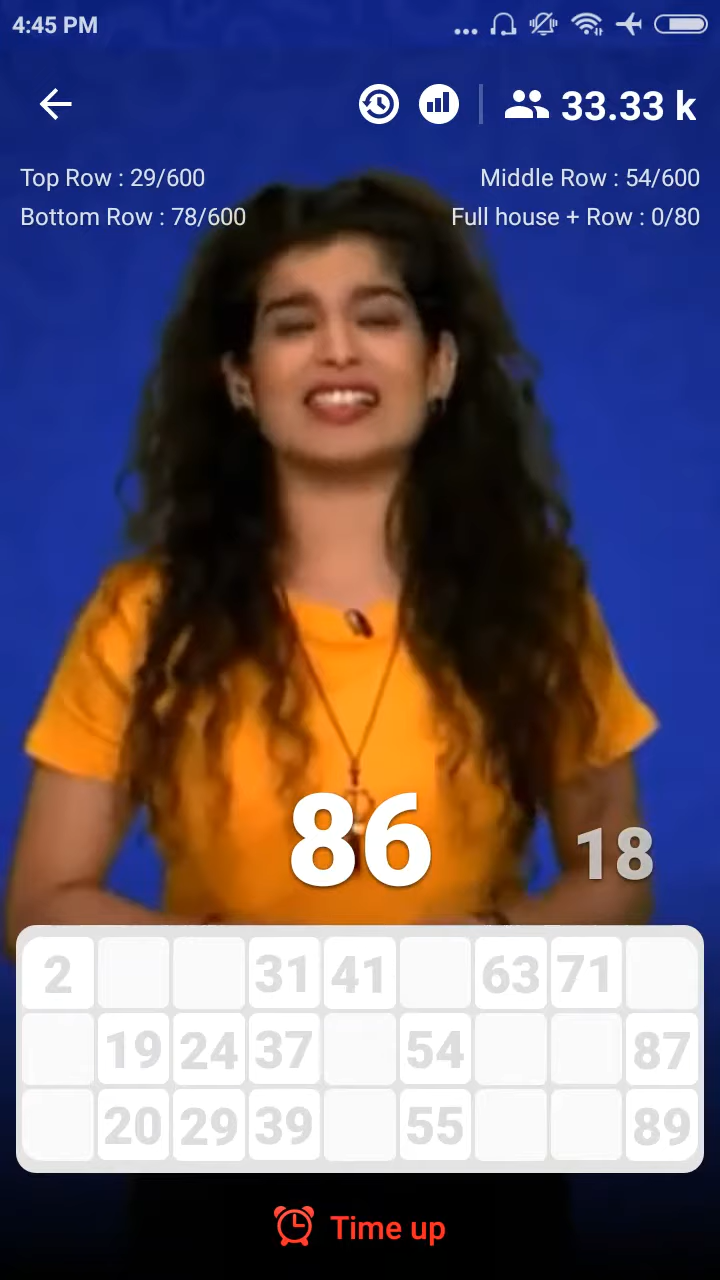 4:45 PM
33.33 k
Top Row : 29/600 Middle Row : 54/600
Bottom Row : 78/600 Full house + Row : 0/80
86 18
2 31 41 63 71
19 24 37 54 87
20 29 39 55 89
Time up